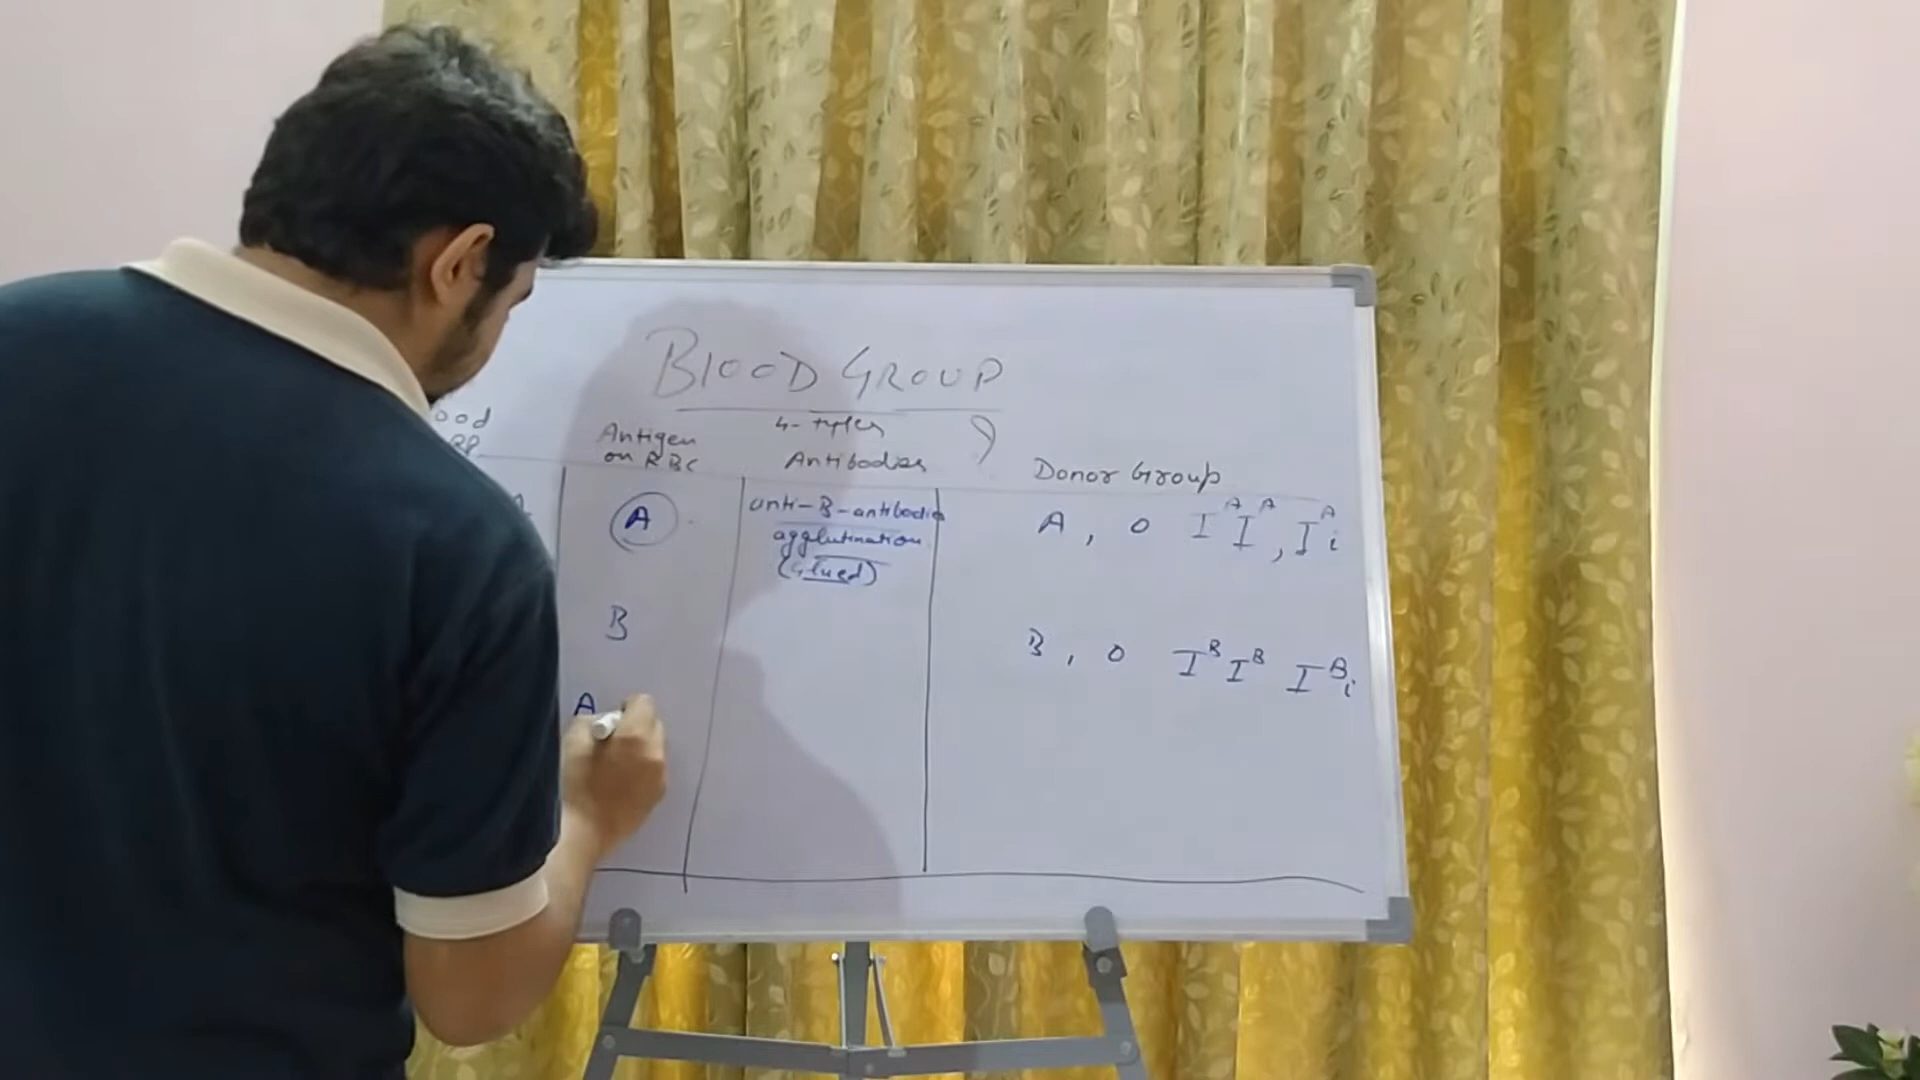 BLOOD GROUP
4-types
Antigen on RBC
Antibodies
Donor Group
A
anti-B-antibodies
agglutination
(Glued)
A, O I^A I^A, I^A i
B
B, O I^B I^B I^B i
A